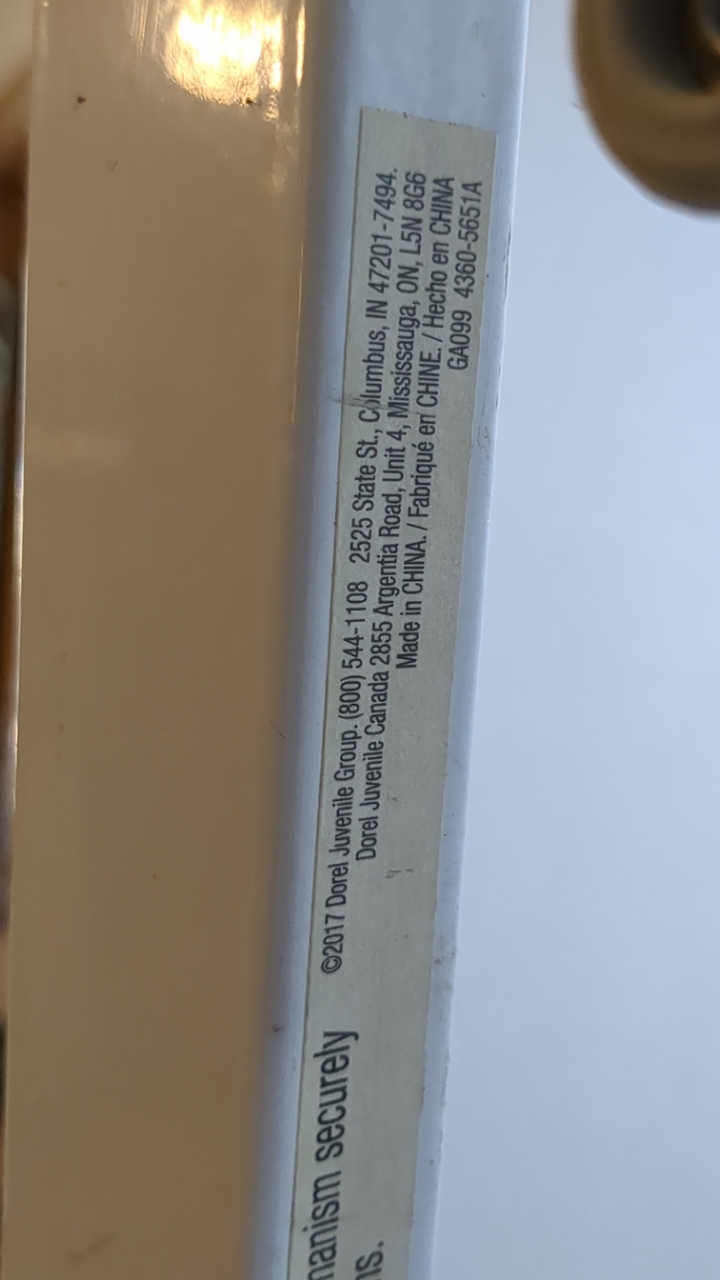 ©2017 Dorel Juvenile Group. (800) 544-1108 2525 State St., Columbus, IN 47201-7494.
Dorel Juvenile Canada 2855 Argentia Road, Unit 4, Mississauga, ON, L5N 8G6
Made in CHINA. / Fabriqué en CHINE. / Hecho en CHINA
GA099 4360-5651A
securely